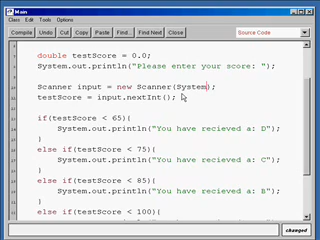 Main
Class Edit Tools Options
Compile Undo Cut Copy Paste Find... Find Next Close Source Code
double testScore = 0.0;
System.out.println("Please enter your score: ");
Scanner input = new Scanner(System);
testScore = input.nextInt();
if(testScore < 65){
System.out.println("You have recieved a: D");
}
else if(testScore < 75){
System.out.println("You have recieved a: C");
}
else if(testScore < 85){
System.out.println("You have recieved a: B");
}
else if(testScore < 100){
changed